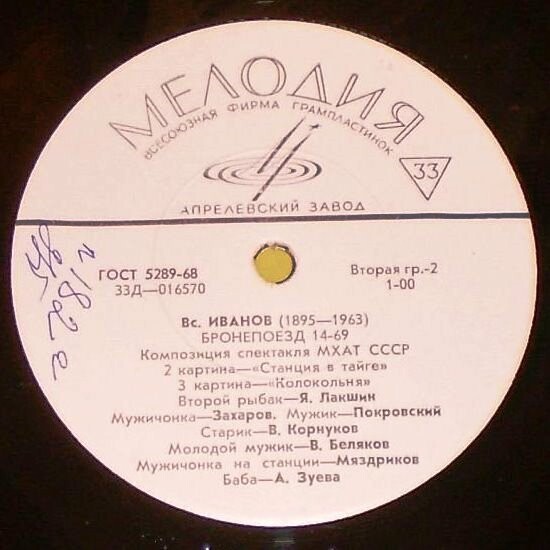 МЕЛОДИЯ
ВСЕСОЮЗНАЯ ФИРМА ГРАМПЛАСТИНОК
33
АПРЕЛЕВСКИЙ ЗАВОД
ГОСТ 5289-68
33Д—016570
Вторая гр.-2
1-00
Вс. ИВАНОВ (1895—1963)
БРОНЕПОЕЗД 14-69
Композиция спектакля МХАТ СССР
2 картина—«Станция в тайге»
3 картина—«Колокольня»
Второй рыбак—Я. Лакшин
Мужичонка—Захаров. Мужик—Покровский
Старик—В. Корнуков
Молодой мужик—В. Беляков
Мужичонка на станции—Мяздриков
Баба—А. Зуева